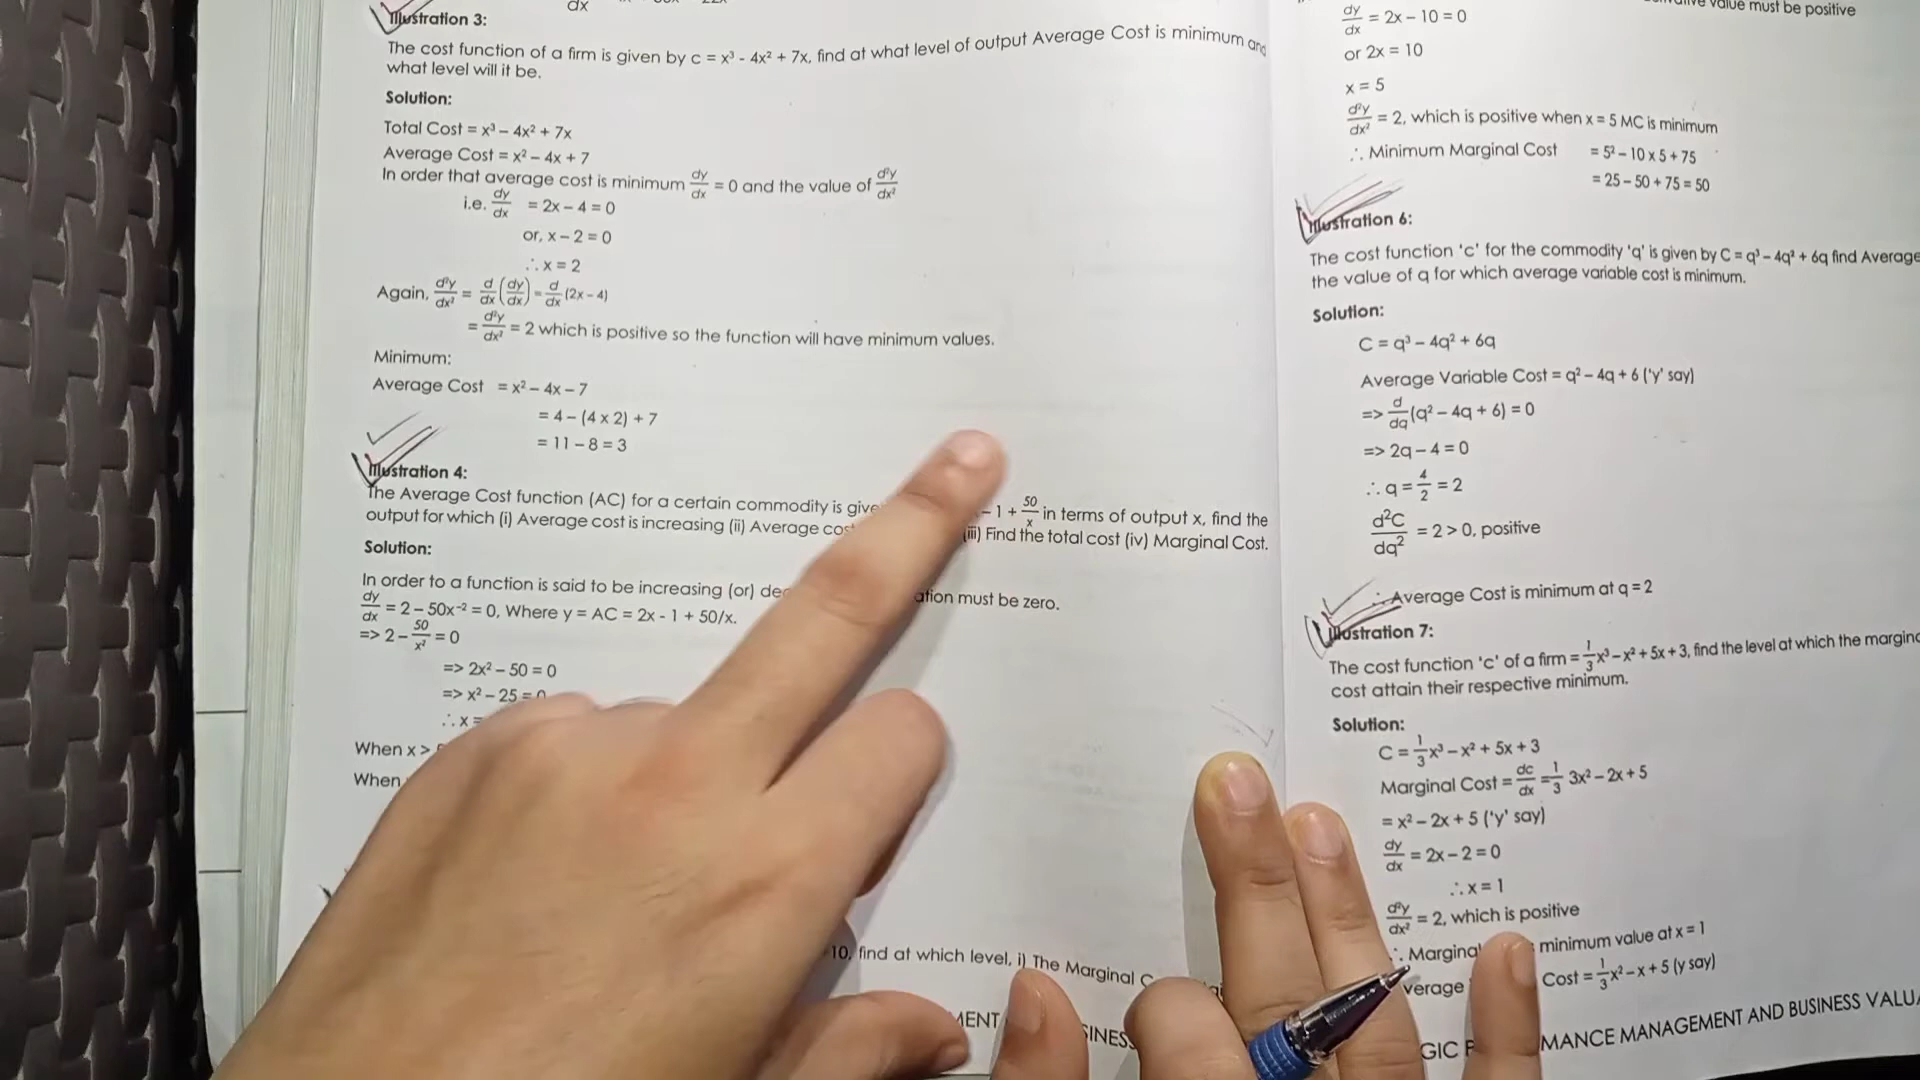 dx
Illustration 3:
The cost function of a firm is given by c = x³ - 4x² + 7x, find at what level of output Average Cost is minimum and
what level will it be.
Solution:
Total Cost = x³ – 4x² + 7x
Average Cost = x² – 4x + 7
In order that average cost is minimum dy/dx = 0 and the value of d²y/dx²
i.e. dy/dx = 2x – 4 = 0
or, x – 2 = 0
∴ x = 2
Again, d²y/dx² = d/dx (dy/dx) = d/dx (2x – 4)
= d²y/dx² = 2 which is positive so the function will have minimum values.
Minimum:
Average Cost = x² – 4x – 7
= 4 – (4 x 2) + 7
= 11 – 8 = 3
Illustration 4:
The Average Cost function (AC) for a certain commodity is – 1 + 50/x in terms of output x, find the
output for which (i) Average cost is increasing (ii) Average (iii) Find the total cost (iv) Marginal Cost.
Solution:
In order to a function is said to be increasing (or) must be zero.
dy/dx = 2 – 50x⁻² = 0, Where y = AC = 2x - 1 + 50/x.
=> 2 – 50/x² = 0
=> 2x² – 50 = 0
=> x² – 25 = 0
∴ x =
When x >
When
10, find at which level, i) The Marginal
dy/dx = 2x – 10 = 0
value must be positive
or 2x = 10
x = 5
d²y/dx² = 2, which is positive when x = 5 MC is minimum
∴ Minimum Marginal Cost = 5² – 10 x 5 + 75
= 25 – 50 + 75 = 50
Illustration 6:
The cost function 'c' for the commodity 'q' is given by C = q³ – 4q² + 6q find Average
the value of q for which average variable cost is minimum.
Solution:
C = q³ – 4q² + 6q
Average Variable Cost = q² – 4q + 6 ('y' say)
=> d/dq (q² – 4q + 6) = 0
=> 2q – 4 = 0
∴ q = 4/2 = 2
d²C/dq² = 2 > 0, positive
∴ Average Cost is minimum at q = 2
Illustration 7:
The cost function 'c' of a firm = 1/3 x³ – x² + 5x + 3, find the level at which the
cost attain their respective minimum.
Solution:
C = 1/3 x³ – x² + 5x + 3
Marginal Cost = dc/dx = 1/3 3x² – 2x + 5
= x² – 2x + 5 ('y' say)
dy/dx = 2x – 2 = 0
∴ x = 1
d²y/dx² = 2, which is positive
∴ minimum value at x = 1
Cost = 1/3 x² – x + 5 (y say)
MANAGEMENT AND BUSINESS